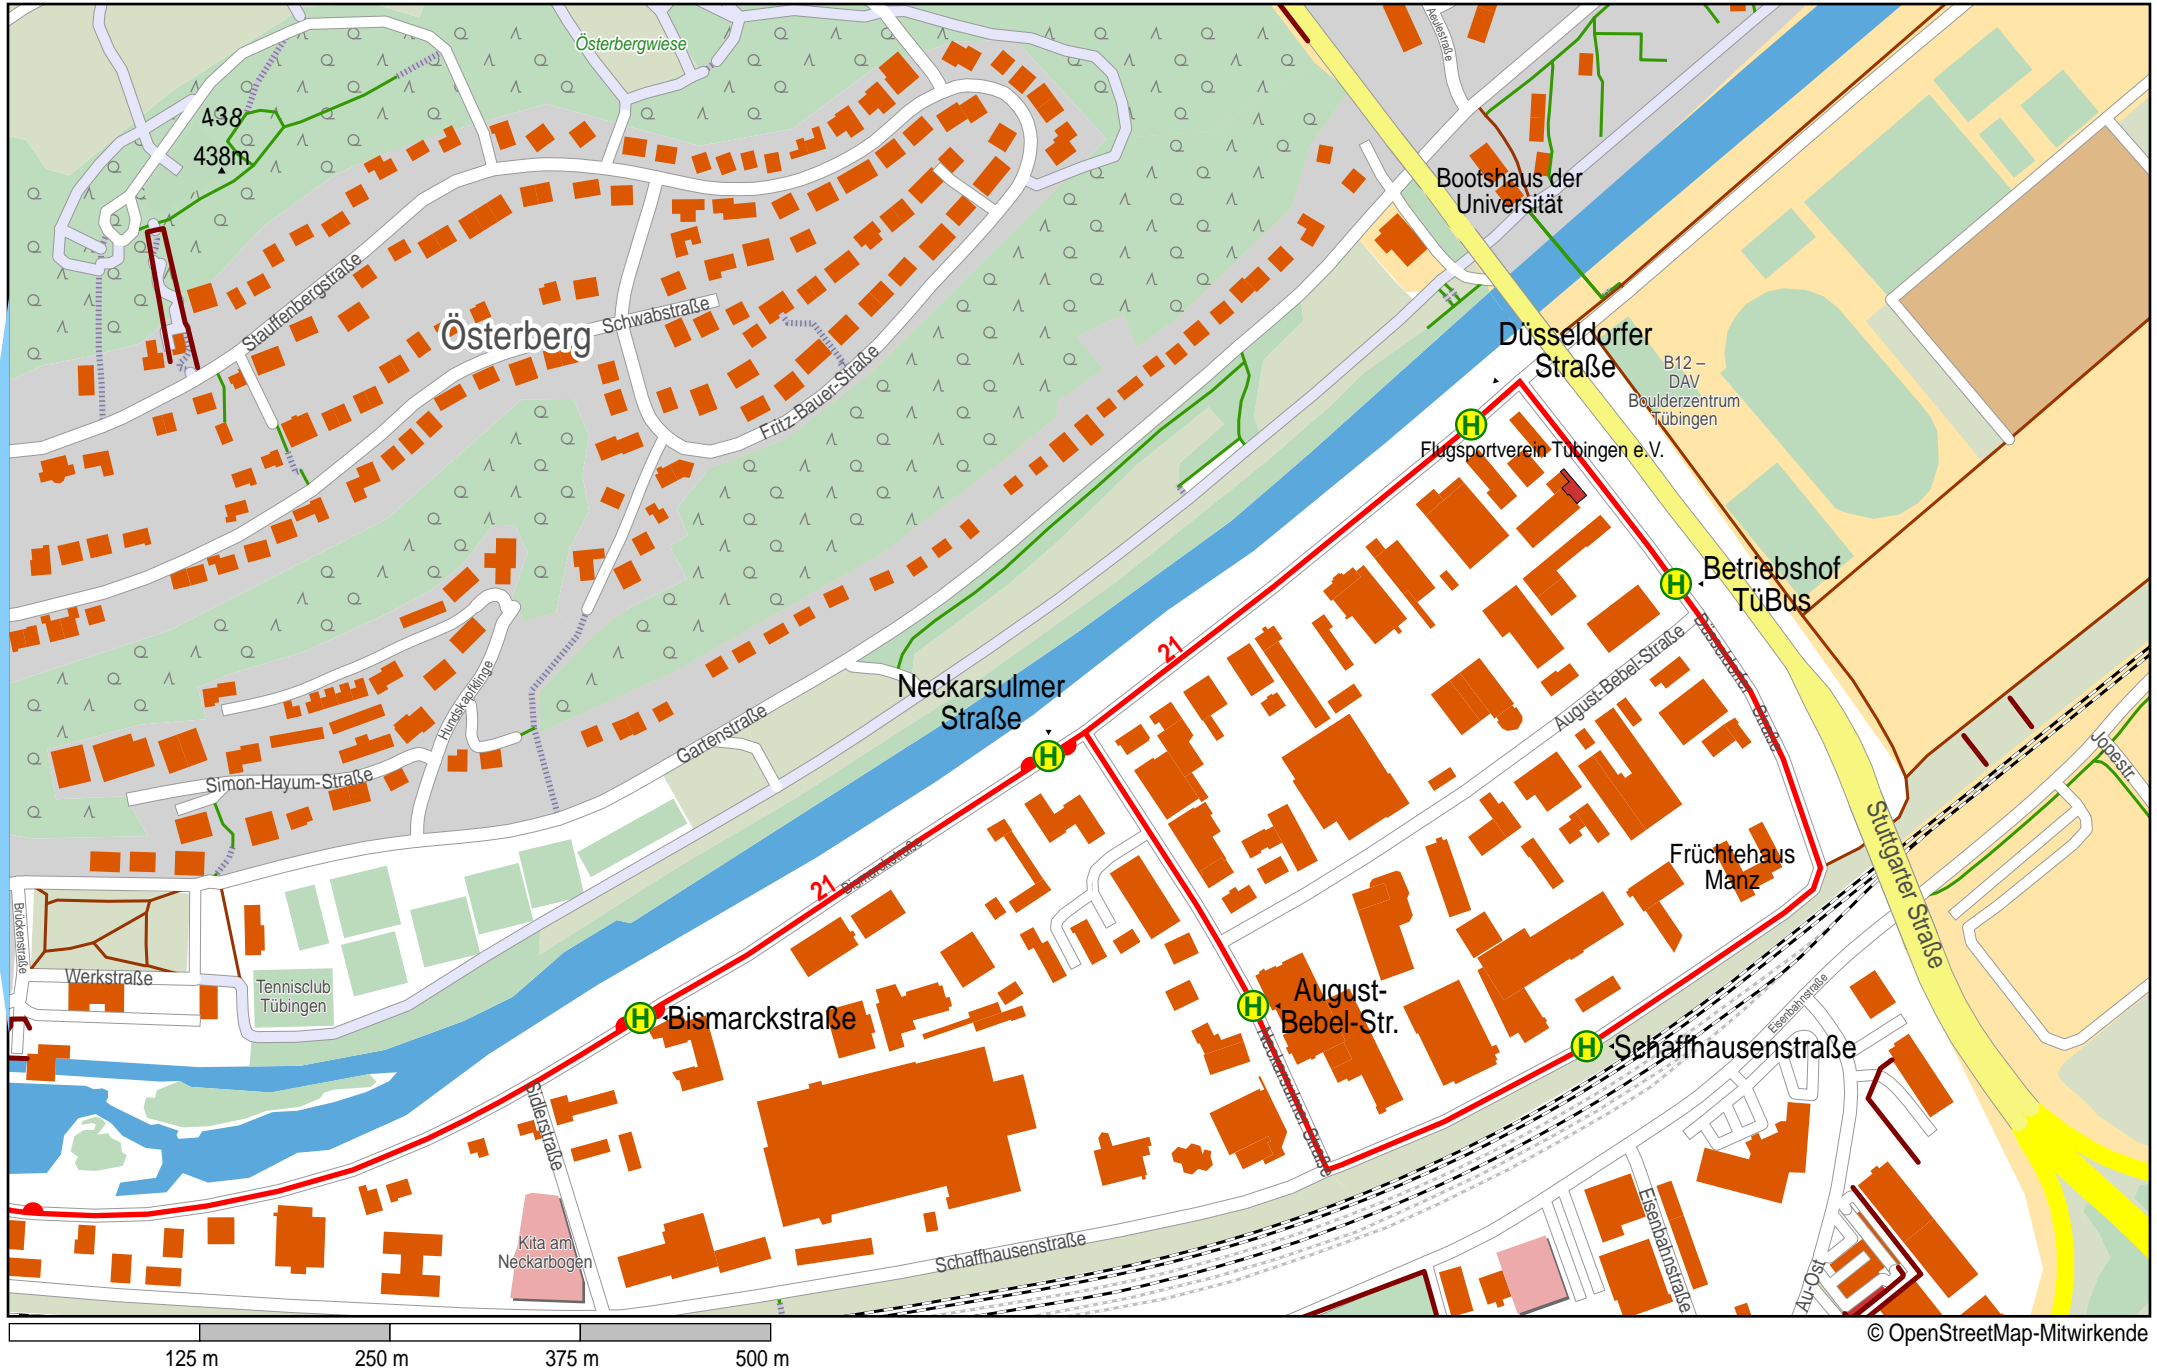 Österbergwiese
Aeulestraße
438
438m
Bootshaus der
Universität
Stauffenbergstraße
Österberg
Schwabstraße
Fritz-Bauer-Straße
Düsseldorfer
Straße
B12 –
DAV
Boulderzentrum
Tübingen
H
Flugsportverein Tübingen e.V.
H
Betriebshof
TüBus
21
August-Bebel-Straße
Düsseldorfer Straße
Neckarsulmer
Straße
H
Hundskapfklinge
Gartenstraße
Simon-Hayum-Straße
Jopestr.
Stuttgarter Straße
Früchtehaus
Manz
21
Bismarckstraße
Brückenstraße
Werkstraße
Tennisclub
Tübingen
H
Bismarckstraße
H
August-
Bebel-Str.
Eisenbahnstraße
H
Schaffhausenstraße
Sidlerstraße
Neckarsulmer Straße
Kita am
Neckarbogen
Schaffhausenstraße
Eisenbahnstraße
Au-Ost
© OpenStreetMap-Mitwirkende
125 m
250 m
375 m
500 m